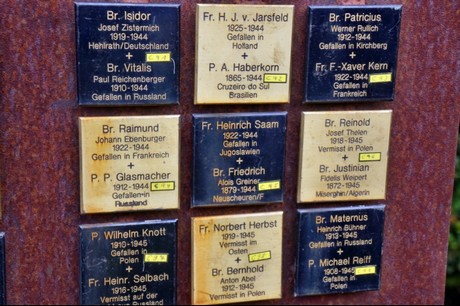 Br. Isidor
Josef Zistermich
1919-1944
Hehlrath/Deutschland
+
Br. Vitalis
Paul Reichenberger
1910-1944
Gefallen in Russland
Fr. H. J. v. Jarsfeld
1925-1944
Gefallen in
Holland
+
P. A. Haberkorn
1865-1944
Cruzeiro do Sul
Brasilien
Br. Patricius
Werner Rullich
1912-1944
Gefallen in Kirchberg
+
Fr. F.-Xaver Kern
1922-1944
Gefallen in
Frankreich
Br. Raimund
Johann Ebenburger
1922-1944
Gefallen in Frankreich
+
P. P. Glasmacher
1912-1944
Gefallen in
Russland
Fr. Heinrich Saam
1922-1944
Gefallen in
Jugoslawien
+
Br. Friedrich
Alois Greiner
1879-1944
Neuscheuren/F
Br. Reinold
Josef Theien
1918-1945
Vermisst in Polen
+
Br. Justinian
Fidelis Weipert
1872-1945
Miserghin/Algerien
P. Wilhelm Knott
1910-1945
Gefallen in
Polen
+
Fr. Heinr. Selbach
1916-1945
Vermisst auf der
Fr. Norbert Herbst
1919-1945
Vermisst im
Osten
+
Br. Bernhold
Anton Abel
1912-1945
Gefallen in Polen
Br. Maternus
Heinrich Bühner
1913-1945
Gefallen in Russland
+
P. Michael Reiff
1908-1945
Gefallen in Polen